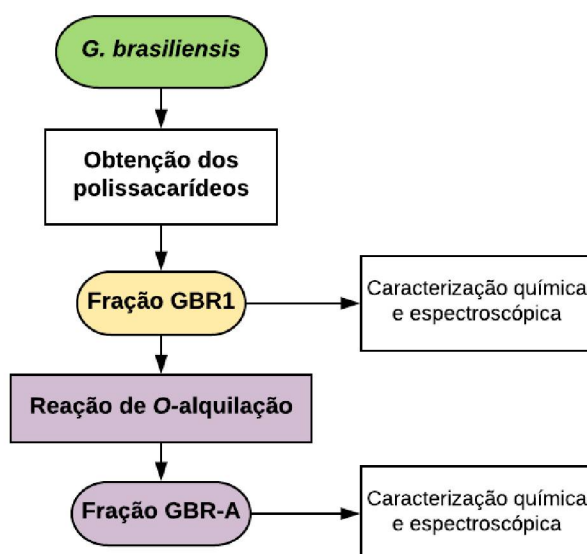 G. brasiliensis
Obtenção dos
polissacarídeos
Fração GBR1
Caracterização química
e espectroscópica
Reação de O-alquilação
Fração GBR-A
Caracterização química
e espectroscópica